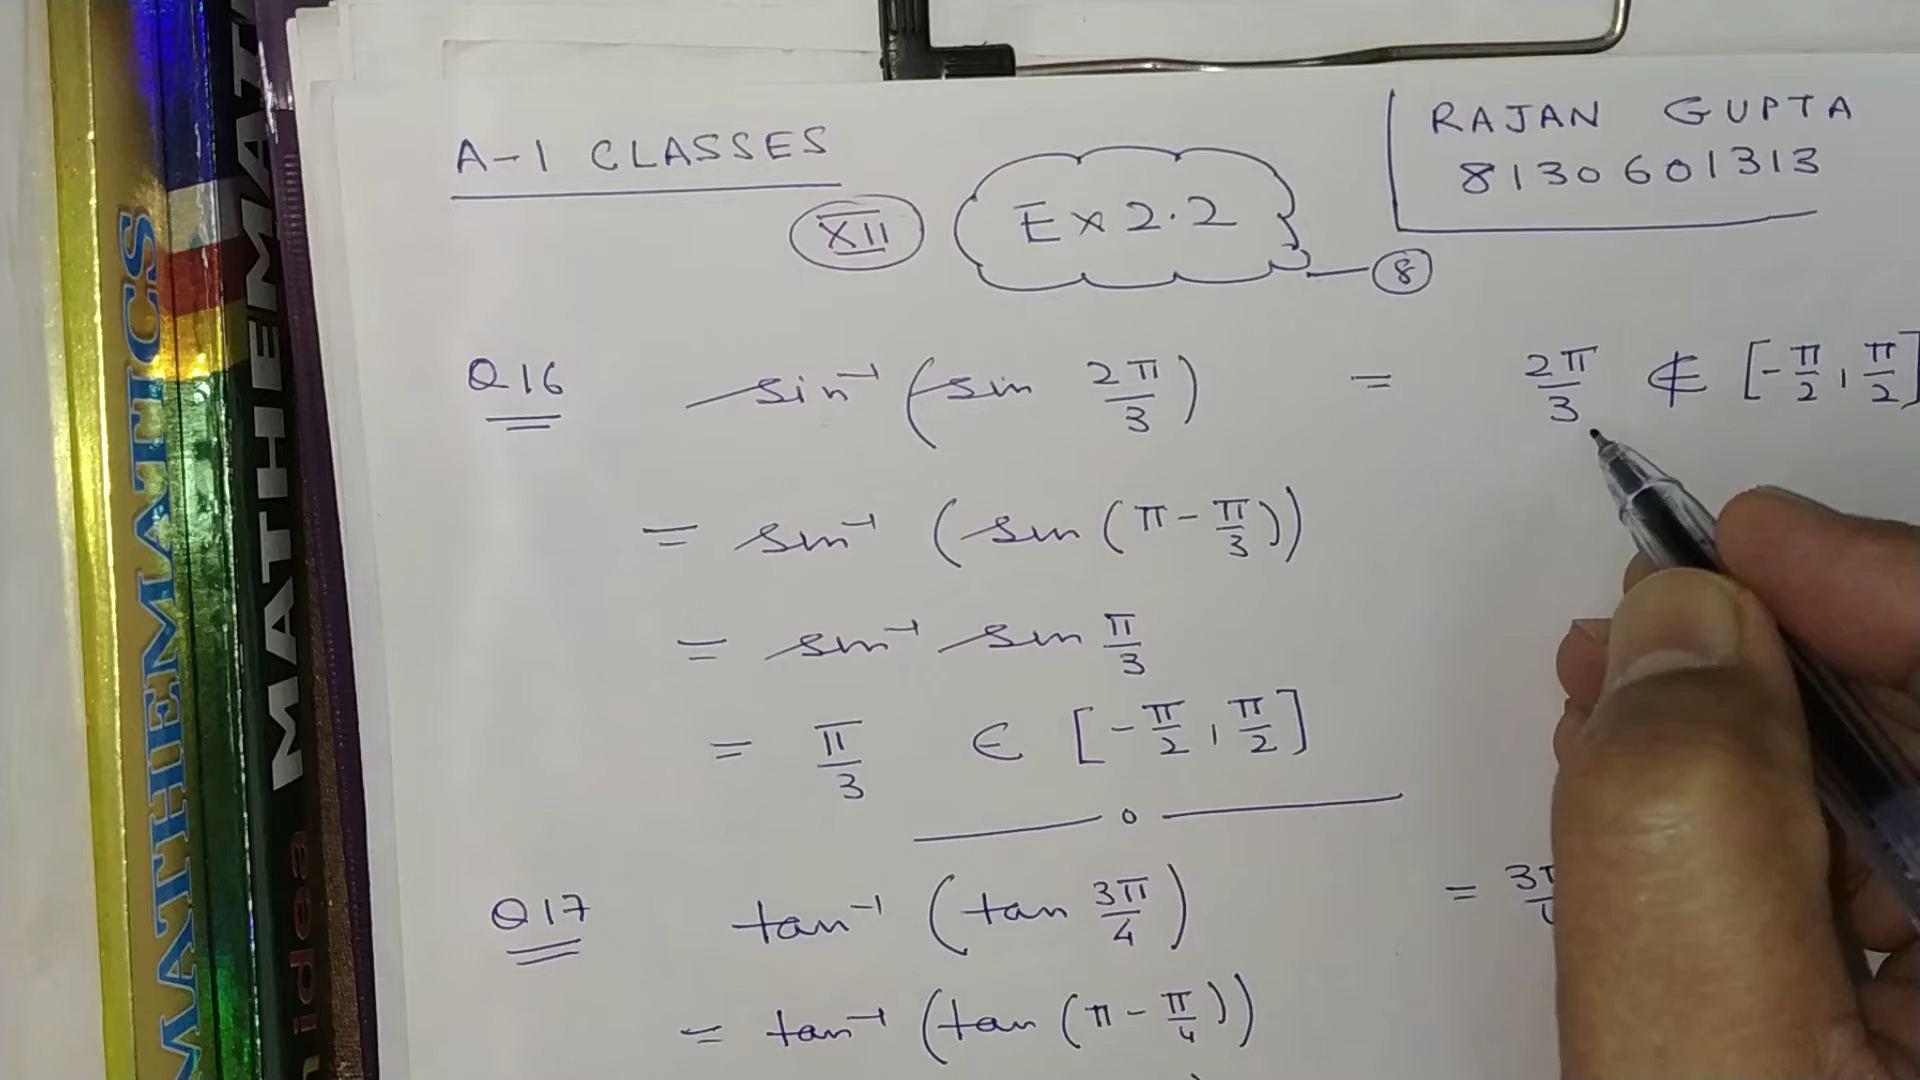 A-1 CLASSES
RAJAN GUPTA
8130601313
XII
Ex 2.2
8
Q16 sin⁻¹ (sin 2π/3) = 2π/3 ∉ [-π/2, π/2]
= sin⁻¹ (sin (π - π/3))
= sin⁻¹ sin π/3
= π/3 ∈ [-π/2, π/2]
Q17 tan⁻¹ (tan 3π/4) = 3π
= tan⁻¹ (tan (π - π/4))
MATHEMATICS
MATHEMAT
MATHEMATICS